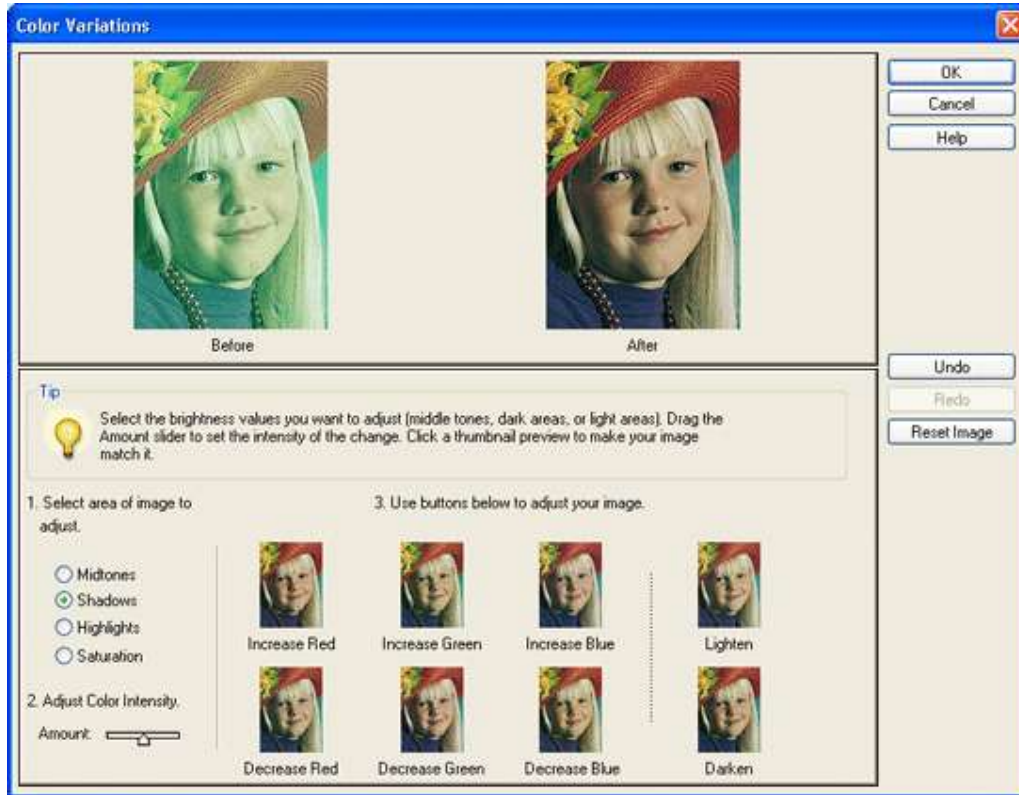 Color Variations
OK
Cancel
Help
Before
After
Undo
Redo
Reset Image
Tip
Select the brightness values you want to adjust (middle tones, dark areas, or light areas). Drag the
Amount slider to set the intensity of the change. Click a thumbnail preview to make your image
match it.
1. Select area of image to
adjust.
Midtones
Shadows
Highlights
Saturation
2. Adjust Color Intensity.
Amount:
3. Use buttons below to adjust your image.
Increase Red
Increase Green
Increase Blue
Lighten
Decrease Red
Decrease Green
Decrease Blue
Darken